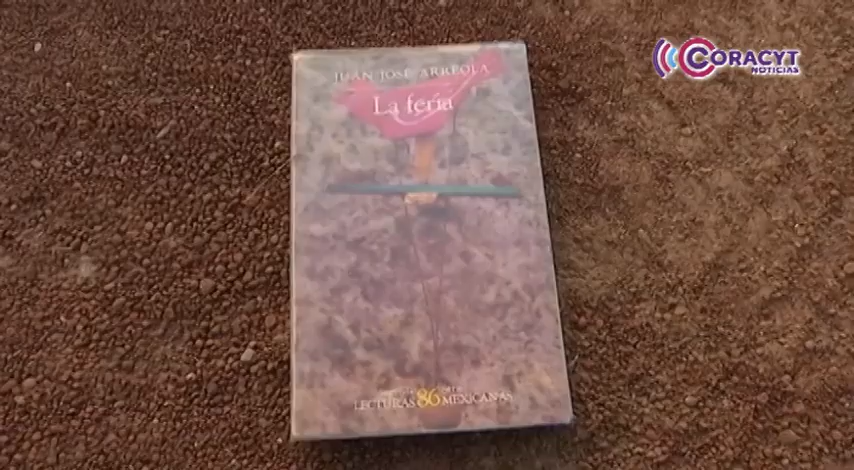 JUAN JOSÉ ARREOLA
La feria
LECTURAS 86 MEXICANAS
CORACYT
NOTICIAS